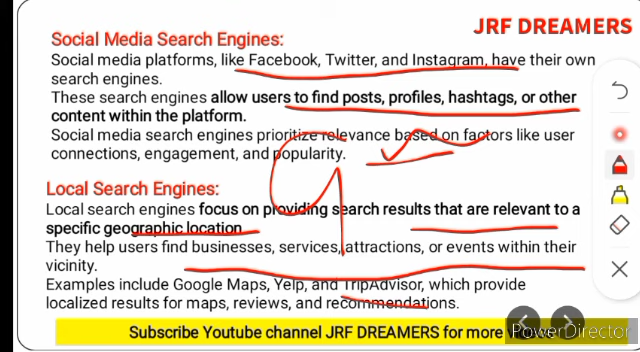 JRF DREAMERS
Social Media Search Engines:
Social media platforms, like Facebook, Twitter, and Instagram, have their own
search engines.
These search engines allow users to find posts, profiles, hashtags, or other
content within the platform.
Social media search engines prioritize relevance based on factors like user
connections, engagement, and popularity.
Local Search Engines:
Local search engines focus on providing search results that are relevant to a
specific geographic location
They help users find businesses, services, attractions, or events within their
vicinity.
Examples include Google Maps, Yelp, and TripAdvisor, which provide
localized results for maps, reviews, and recommendations.
Subscribe Youtube channel JRF DREAMERS for more
PowerDirector